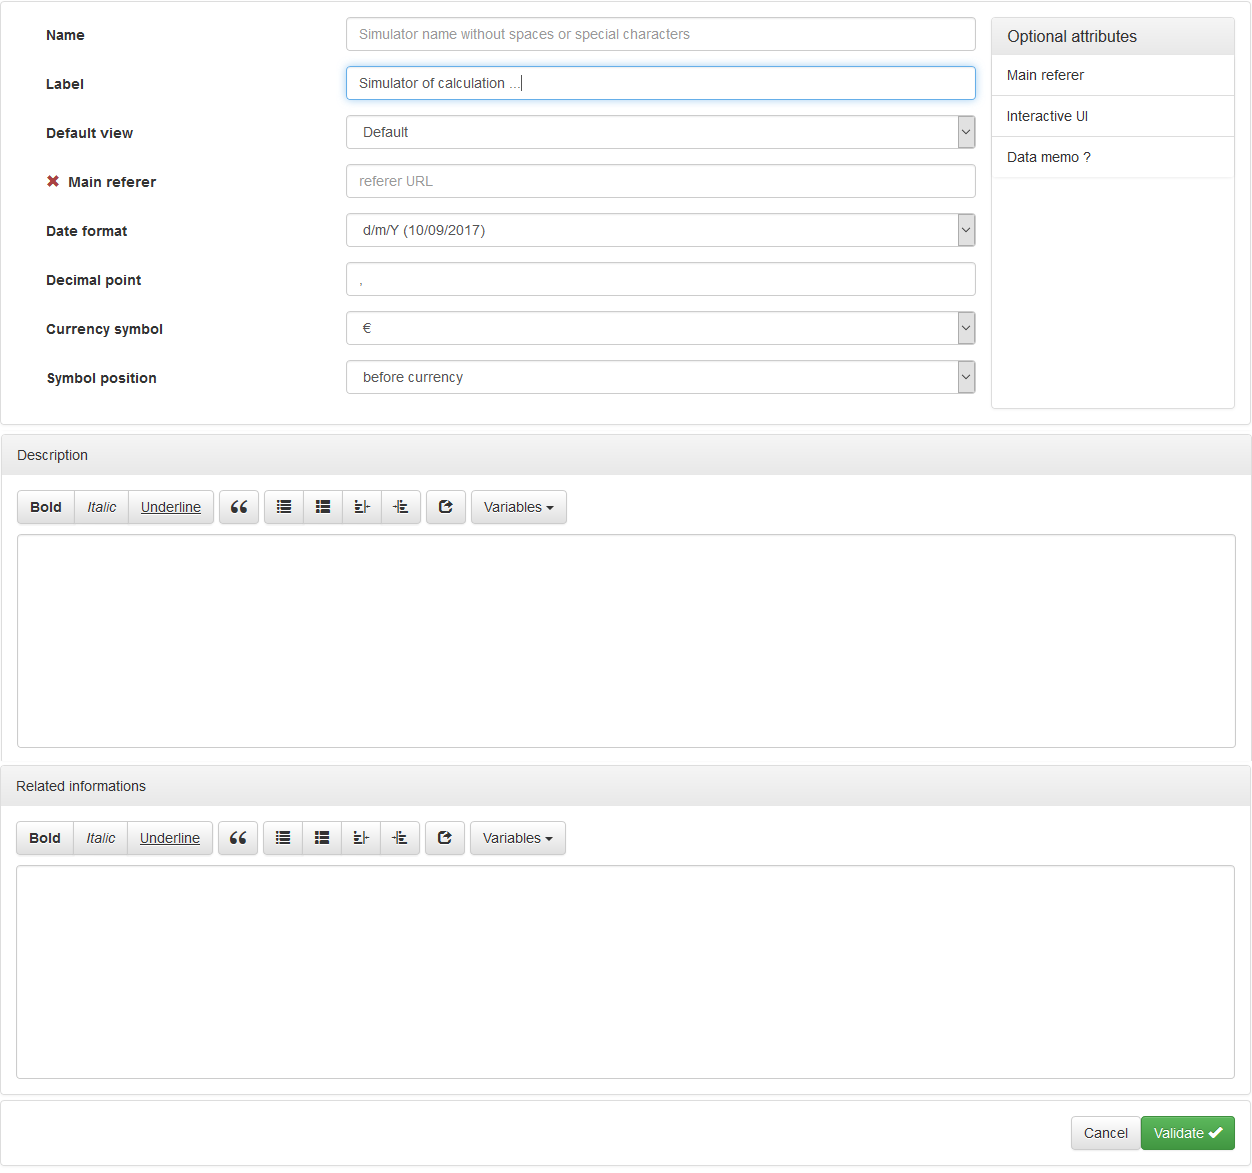 Name
Simulator name without spaces or special characters
Label
Simulator of calculation ...
Default view
Default
Main referer
referer URL
Date format
d/m/Y (10/09/2017)
Decimal point
,
Currency symbol
€
Symbol position
before currency
Optional attributes
Main referer
Interactive UI
Data memo ?
Description
Bold Italic Underline Variables
Related informations
Bold Italic Underline Variables
Cancel Validate